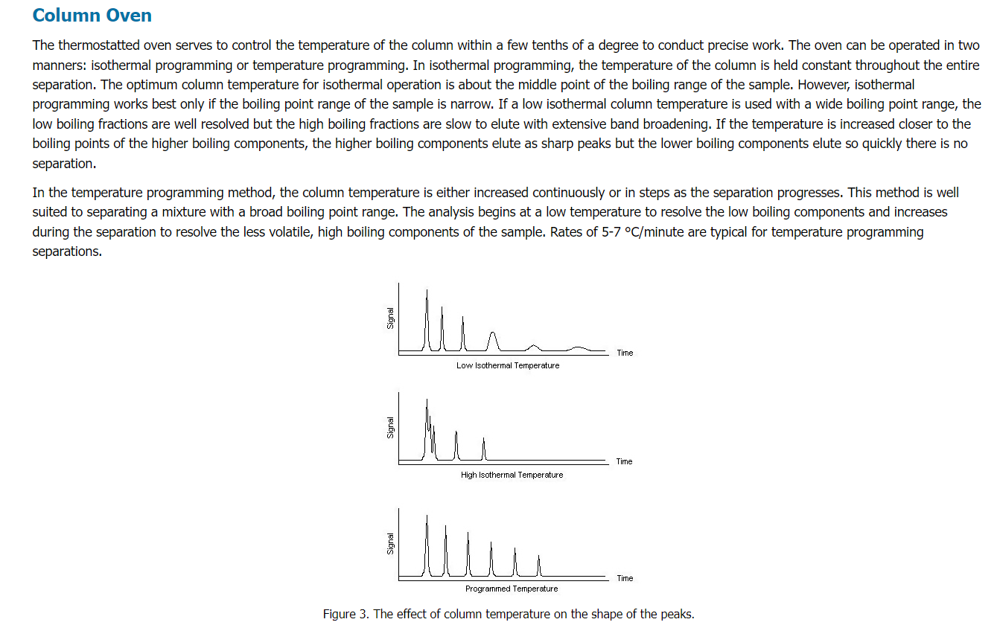 Column Oven
The thermostatted oven serves to control the temperature of the column within a few tenths of a degree to conduct precise work. The oven can be operated in two
manners: isothermal programming or temperature programming. In isothermal programming, the temperature of the column is held constant throughout the entire
separation. The optimum column temperature for isothermal operation is about the middle point of the boiling range of the sample. However, isothermal
programming works best only if the boiling point range of the sample is narrow. If a low isothermal column temperature is used with a wide boiling point range, the
low boiling fractions are well resolved but the high boiling fractions are slow to elute with extensive band broadening. If the temperature is increased closer to the
boiling points of the higher boiling components, the higher boiling components elute as sharp peaks but the lower boiling components elute so quickly there is no
separation.
In the temperature programming method, the column temperature is either increased continuously or in steps as the separation progresses. This method is well
suited to separating a mixture with a broad boiling point range. The analysis begins at a low temperature to resolve the low boiling components and increases
during the separation to resolve the less volatile, high boiling components of the sample. Rates of 5-7 °C/minute are typical for temperature programming
separations.
Signal
Time
Low Isothermal Temperature
Signal
Time
High Isothermal Temperature
Signal
Time
Programmed Temperature
Figure 3. The effect of column temperature on the shape of the peaks.